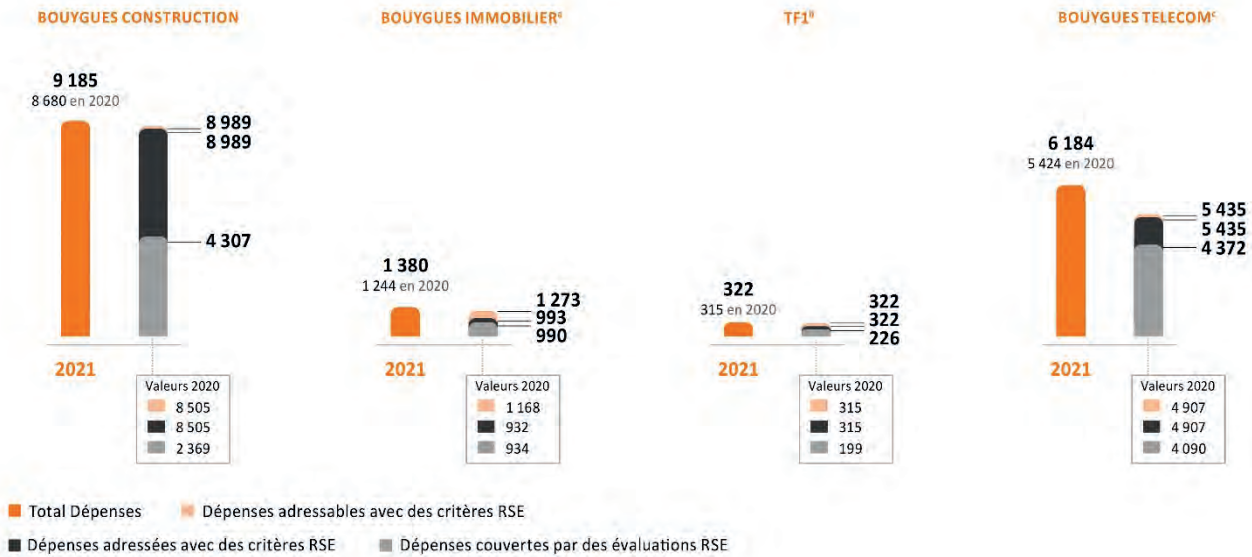 BOUYGUES CONSTRUCTION
9 185
8 680 en 2020
8 989
8 989
4 307
2021
Valeurs 2020
8 505
8 505
2 369
BOUYGUES IMMOBILIERᵃ
1 380
1 244 en 2020
1 273
993
990
2021
Valeurs 2020
1 168
932
934
TF1ᴮ
322
315 en 2020
322
322
226
2021
Valeurs 2020
315
315
199
BOUYGUES TELECOMᶜ
6 184
5 424 en 2020
5 435
5 435
4 372
2021
Valeurs 2020
4 907
4 907
4 090
Total Dépenses
Dépenses adressables avec des critères RSE
Dépenses adressées avec des critères RSE
Dépenses couvertes par des évaluations RSE